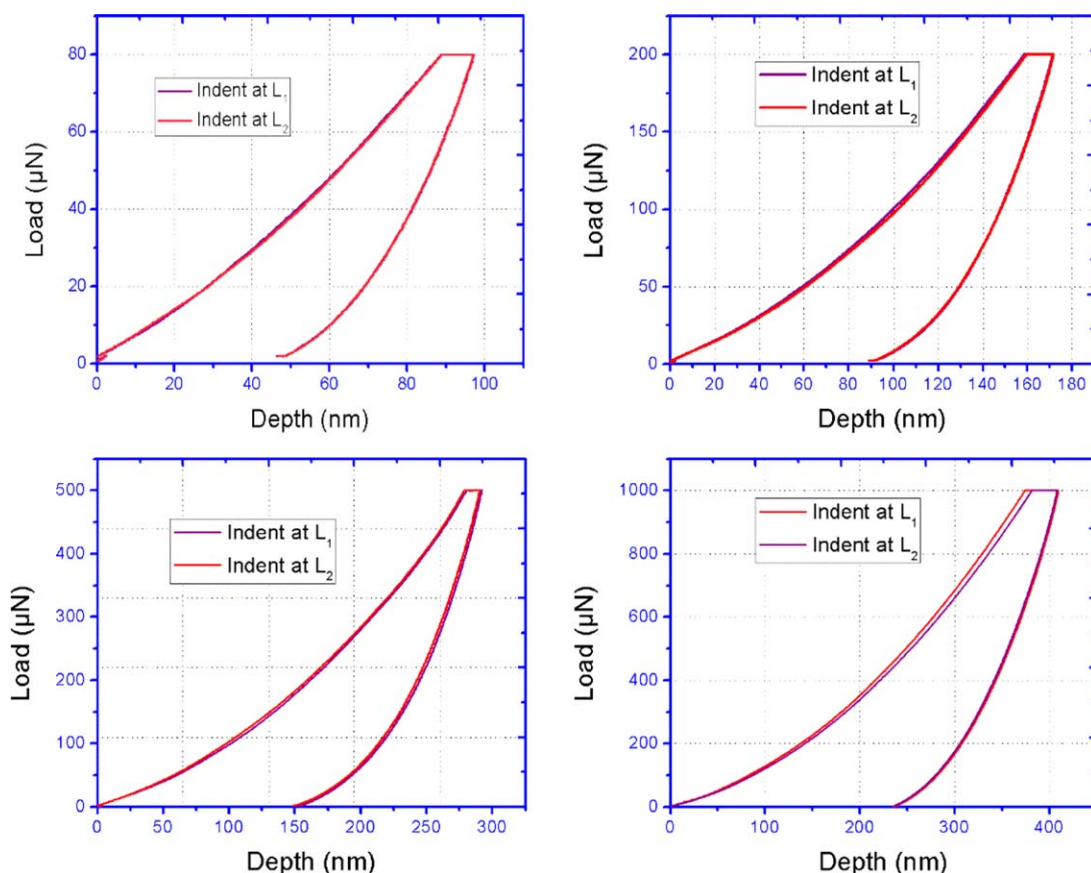 80
60
40
20
0
Load (µN)
Indent at L₁
Indent at L₂
0 20 40 60 80 100
Depth (nm)
200
150
100
50
0
Load (µN)
Indent at L₁
Indent at L₂
0 20 40 60 80 100 120 140 160 180
Depth (nm)
500
400
300
200
100
0
Load (µN)
Indent at L₁
Indent at L₂
0 50 100 150 200 250 300
Depth (nm)
1000
800
600
400
200
0
Load (µN)
Indent at L₁
Indent at L₂
0 100 200 300 400
Depth (nm)